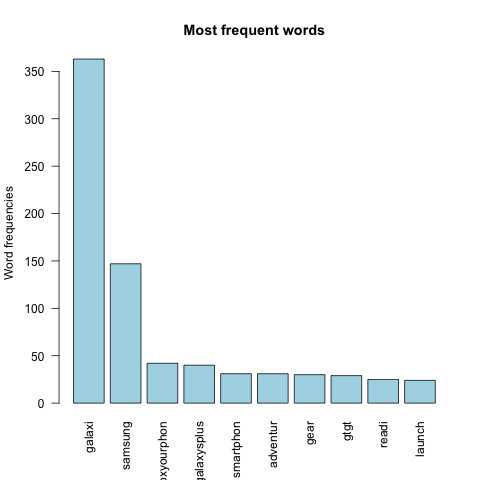 Most frequent words
Word frequencies
350
300
250
200
150
100
50
0
galaxi
samsung
oxyourphon
galaxysplus
smartphon
adventur
gear
gtgt
readi
launch